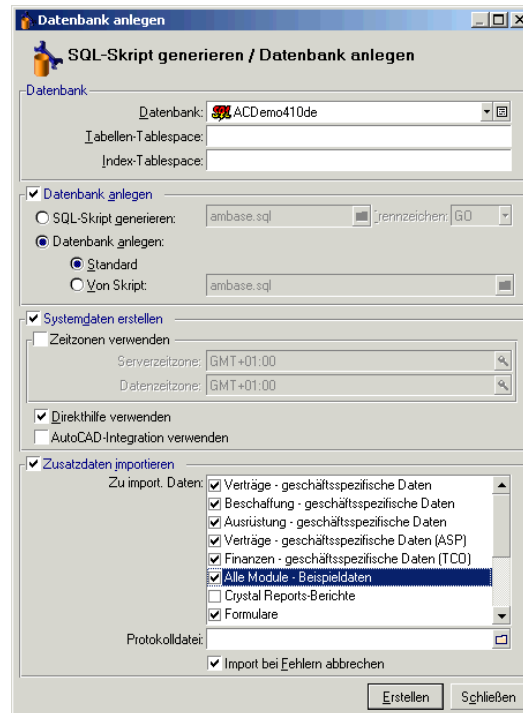 Datenbank anlegen
SQL-Skript generieren / Datenbank anlegen
Datenbank
Datenbank: ACDemo410de
Tabellen-Tablespace:
Index-Tablespace:
Datenbank anlegen
SQL-Skript generieren: ambase.sql Trennzeichen: GO
Datenbank anlegen:
Standard
Von Skript: ambase.sql
Systemdaten erstellen
Zeitzonen verwenden
Serverzeitzone: GMT+01:00
Datenzeitzone: GMT+01:00
Direkthilfe verwenden
AutoCAD-Integration verwenden
Zusatzdaten importieren
Zu import. Daten: Verträge - geschäftsspezifische Daten
Beschaffung - geschäftsspezifische Daten
Ausrüstung - geschäftsspezifische Daten
Verträge - geschäftsspezifische Daten (ASP)
Finanzen - geschäftsspezifische Daten (TCO)
Alle Module - Beispieldaten
Crystal Reports-Berichte
Formulare
Protokolldatei:
Import bei Fehlern abbrechen
Erstellen Schließen